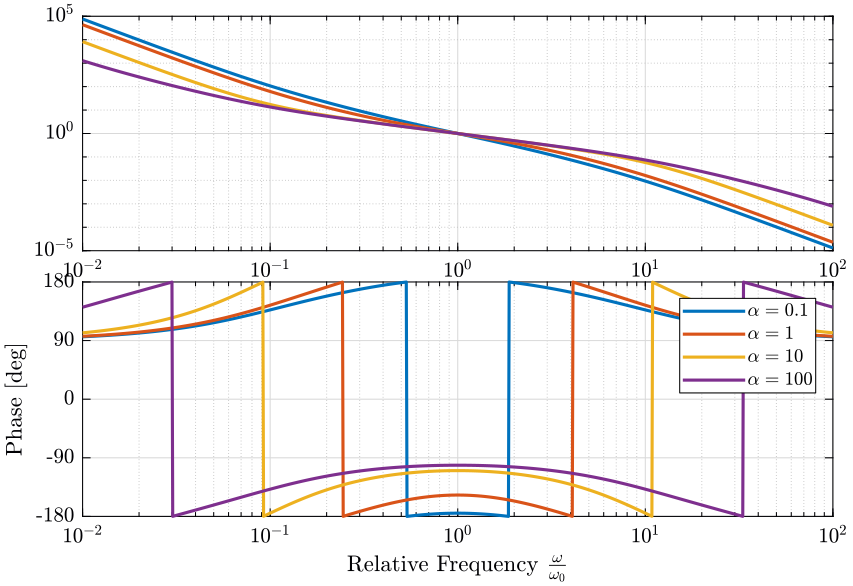 10^5
10^0
10^-5
10^-2 10^-1 10^0 10^1 10^2
180
90
0
-90
-180
Phase [deg]
α = 0.1
α = 1
α = 10
α = 100
10^-2 10^-1 10^0 10^1 10^2
Relative Frequency ω/ω_0